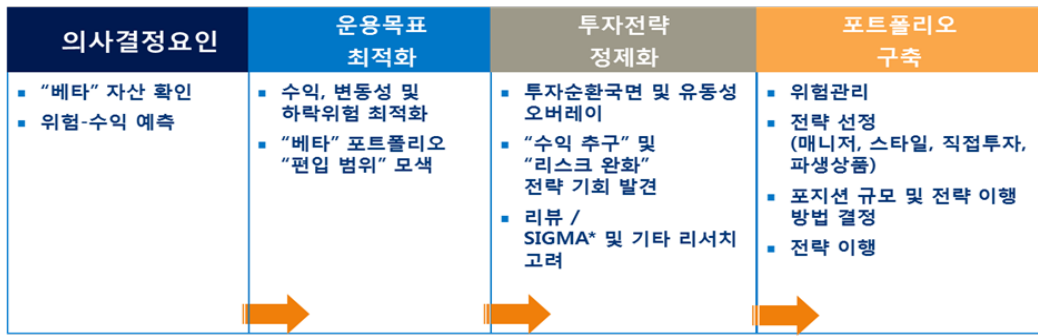 의사결정요인
"베타" 자산 확인
위험-수익 예측
운용목표
최적화
수익, 변동성 및
하락위험 최적화
"베타" 포트폴리오
"편입 범위" 모색
투자전략
정제화
투자순환국면 및 유동성
오버레이
"수익 추구" 및
"리스크 완화"
전략 기회 발견
리뷰 /
SIGMA* 및 기타 리서치
고려
포트폴리오
구축
위험관리
전략 선정
(매니저, 스타일, 직접투자,
파생상품)
포지션 규모 및 전략 이행
방법 결정
전략 이행